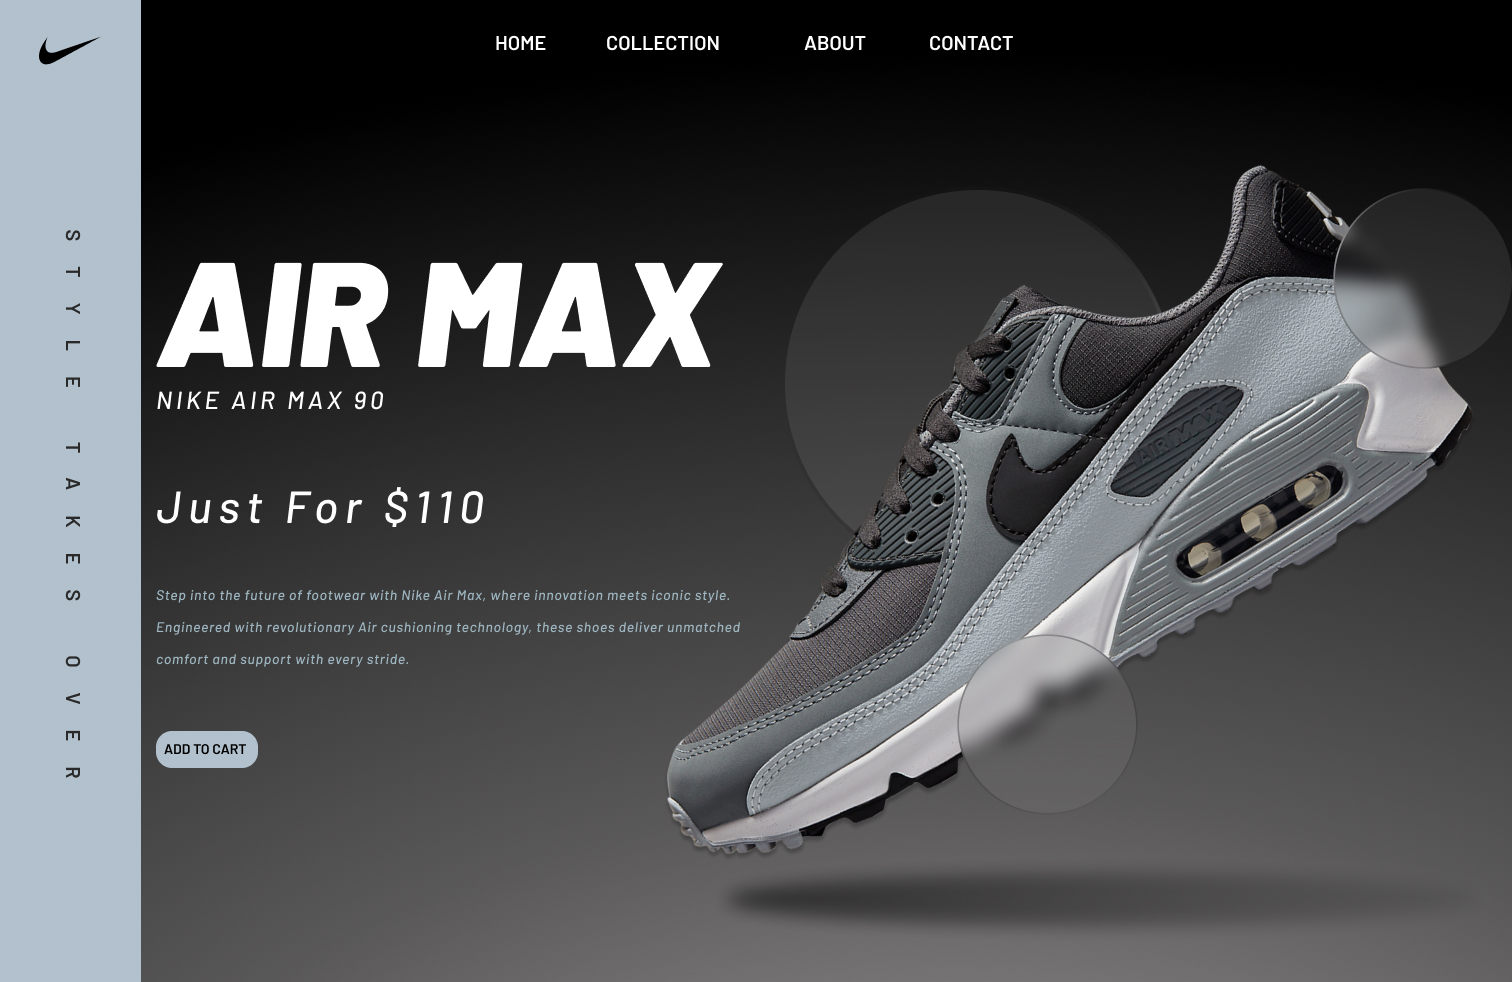 HOME COLLECTION ABOUT CONTACT
STYLE TAKES OVER
AIR MAX
NIKE AIR MAX 90
Just For $110
Step into the future of footwear with Nike Air Max, where innovation meets iconic style.
Engineered with revolutionary Air cushioning technology, these shoes deliver unmatched
comfort and support with every stride.
ADD TO CART
AIR MAX